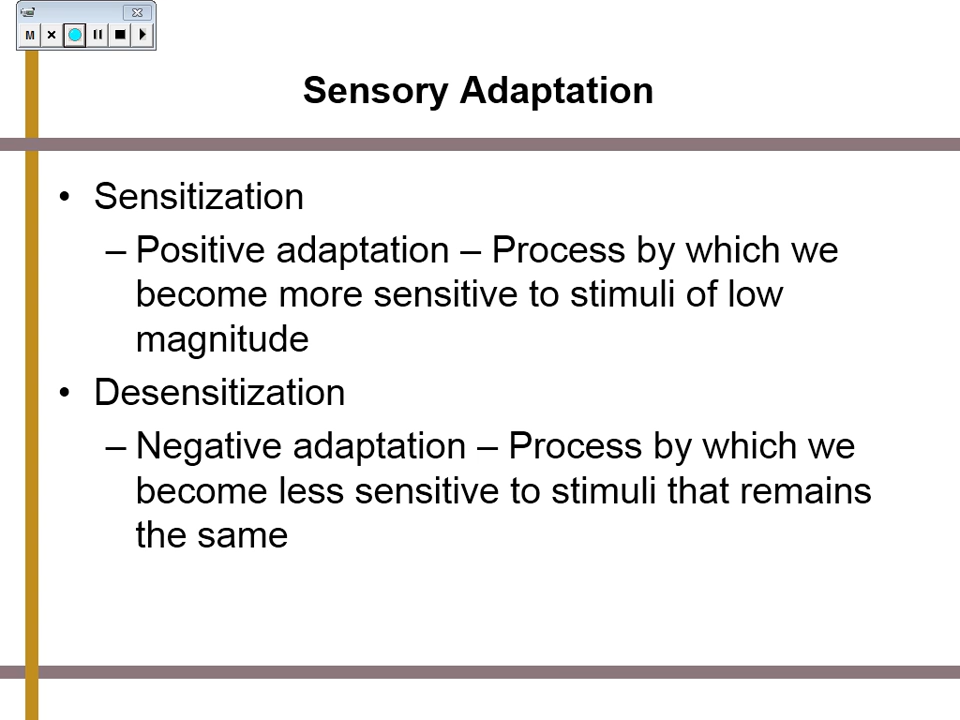 M
Sensory Adaptation
• Sensitization
– Positive adaptation – Process by which we
become more sensitive to stimuli of low
magnitude
• Desensitization
– Negative adaptation – Process by which we
become less sensitive to stimuli that remains
the same